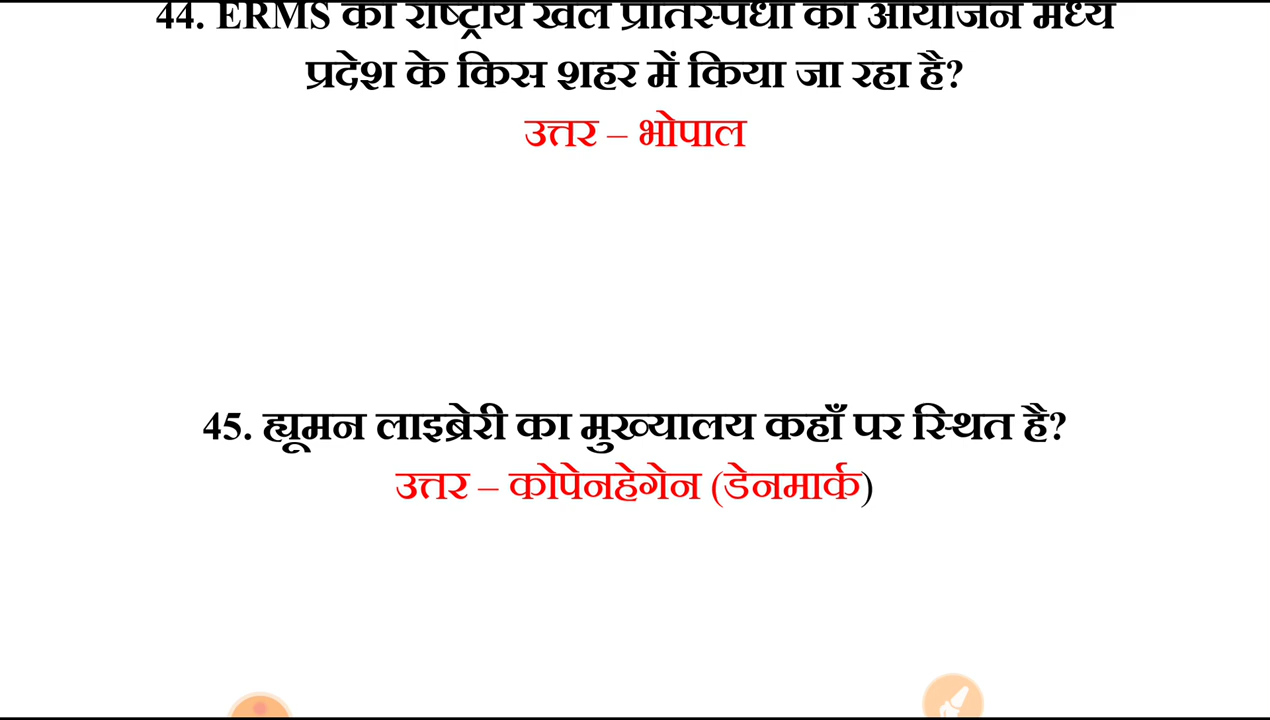 44. ERMS की राष्ट्रीय खेल प्रतिस्पर्धा का आयोजन मध्य
प्रदेश के किस शहर में किया जा रहा है?
उत्तर – भोपाल
45. ह्यूमन लाइब्रेरी का मुख्यालय कहाँ पर स्थित है?
उत्तर – कोपेनहेगेन (डेनमार्क)